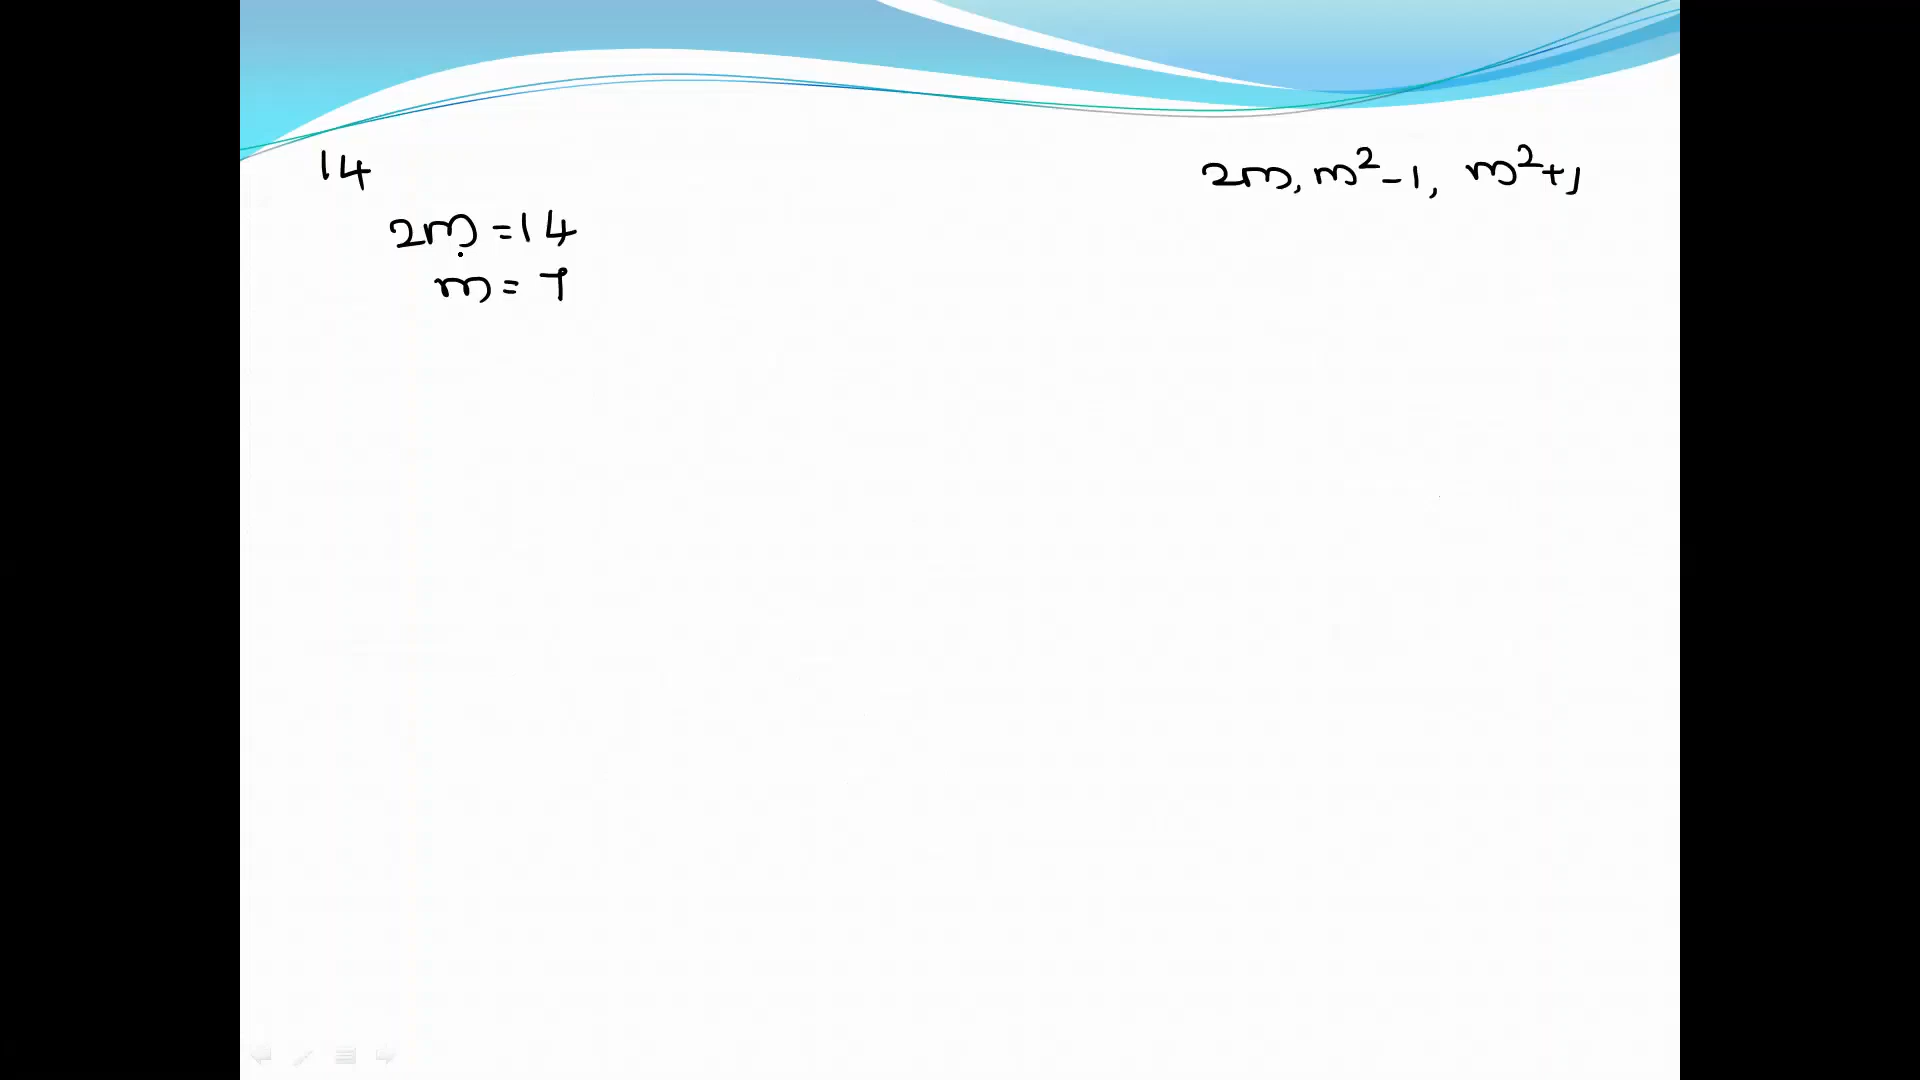 14
2m, m²-1, m²+1
2m = 14
m = 7